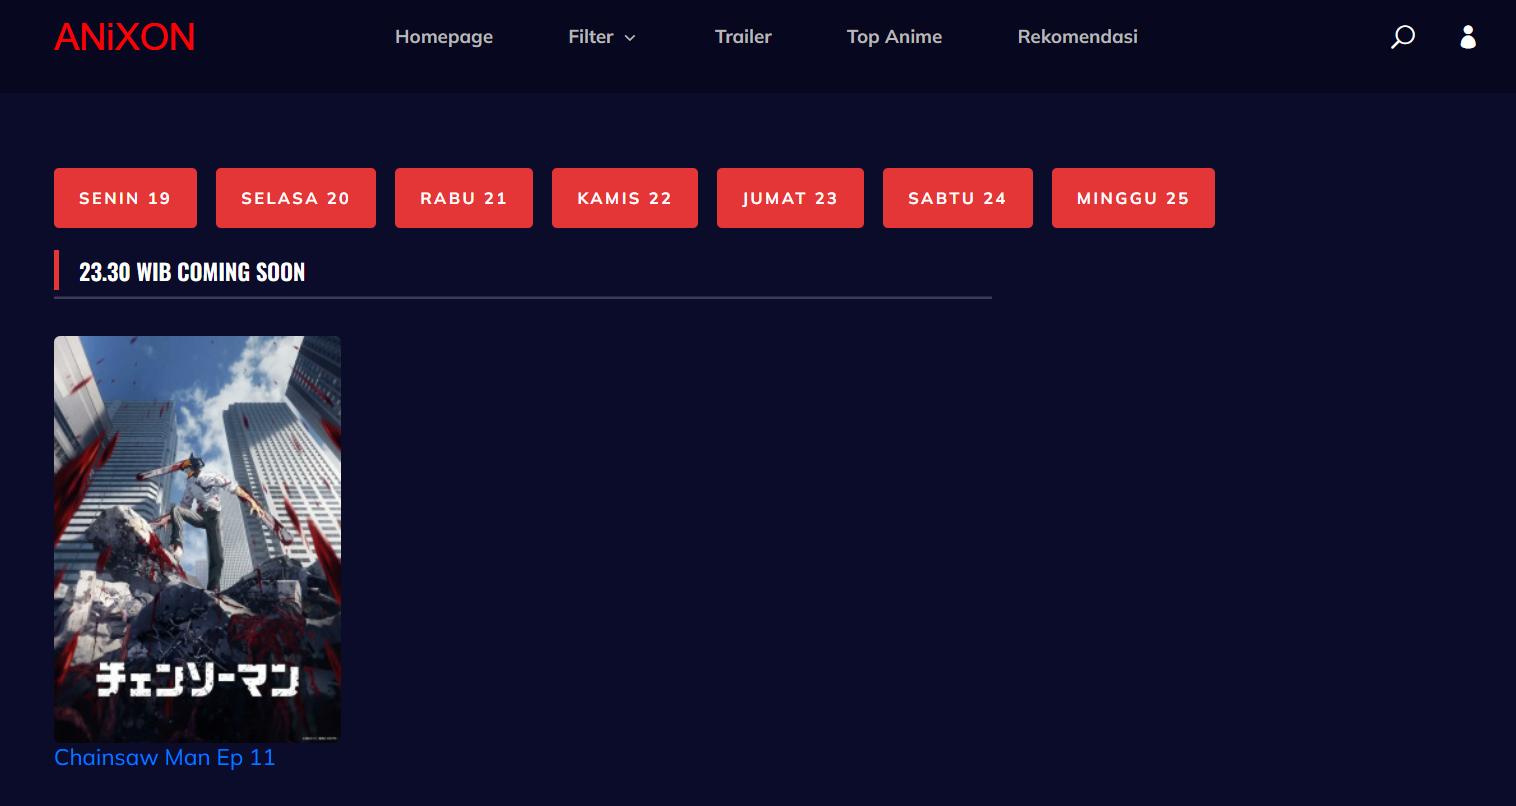 ANiXON
Homepage
Filter
Trailer
Top Anime
Rekomendasi
SENIN 19
SELASA 20
RABU 21
KAMIS 22
JUMAT 23
SABTU 24
MINGGU 25
23.30 WIB COMING SOON
チェンソーマン
Chainsaw Man Ep 11